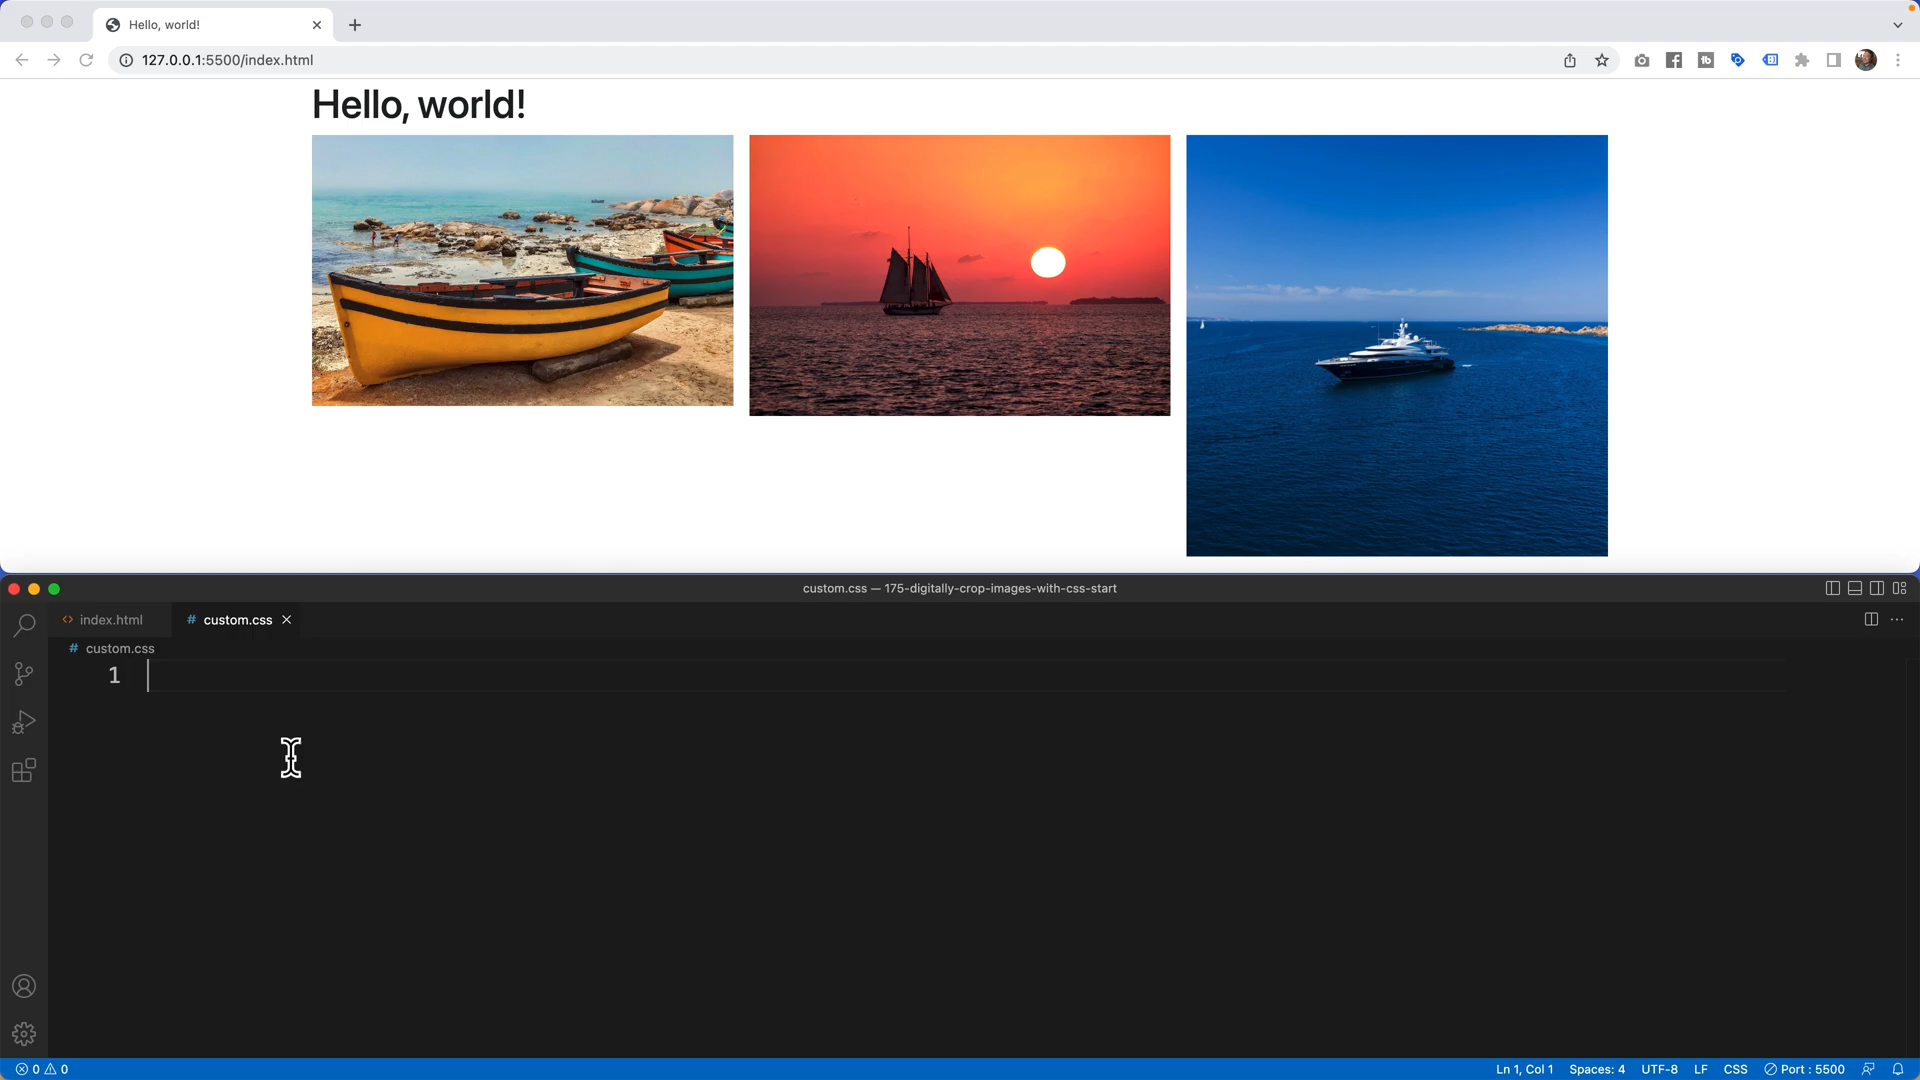 Hello, world!
127.0.0.1:5500/index.html
Hello, world!
custom.css — 175-digitally-crop-images-with-css-start
<> index.html
# custom.css
# custom.css
1
0 0
Ln 1, Col 1
Spaces: 4
UTF-8
LF
CSS
Port : 5500